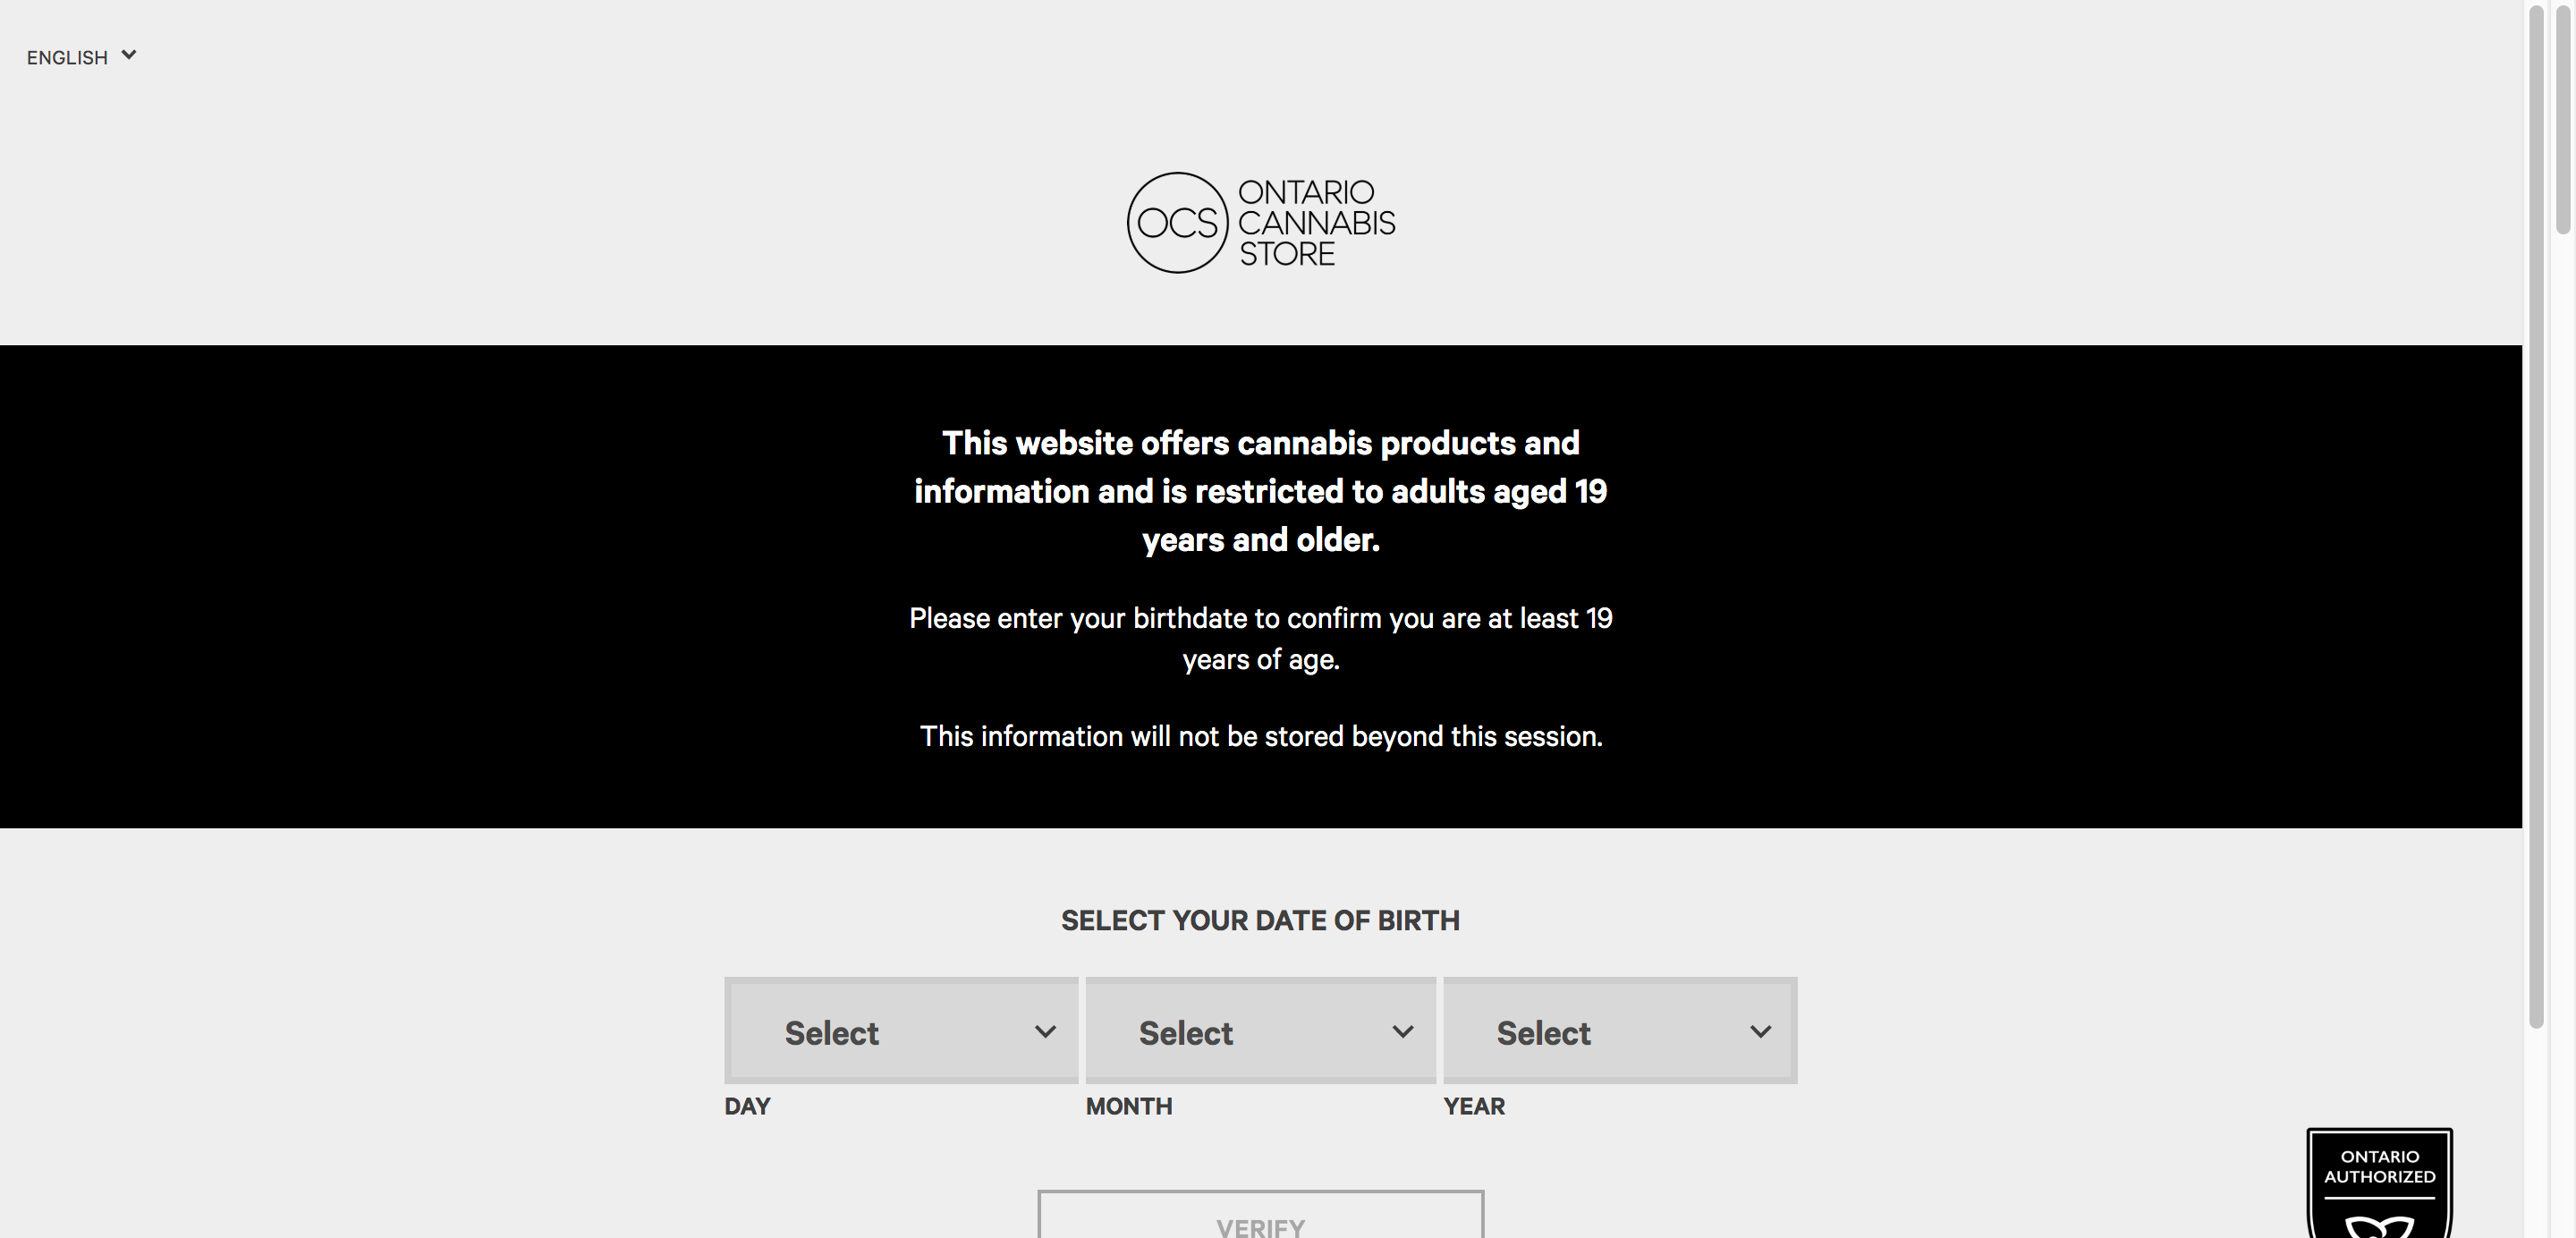 ENGLISH
OCS
ONTARIO
CANNABIS
STORE
This website offers cannabis products and
information and is restricted to adults aged 19
years and older.
Please enter your birthdate to confirm you are at least 19
years of age.
This information will not be stored beyond this session.
SELECT YOUR DATE OF BIRTH
Select Select Select
DAY MONTH YEAR
VERIFY
ONTARIO
AUTHORIZED